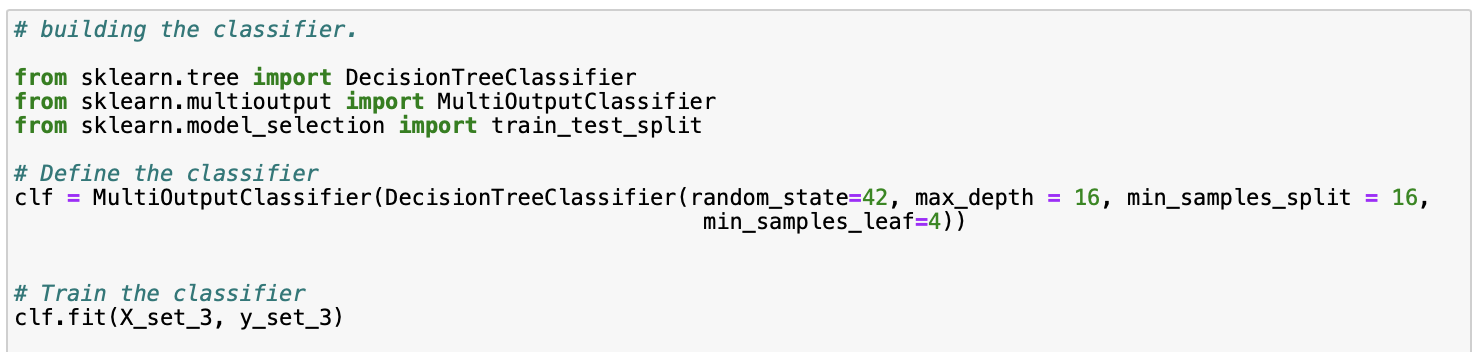 # building the classifier.
from sklearn.tree import DecisionTreeClassifier
from sklearn.multioutput import MultiOutputClassifier
from sklearn.model_selection import train_test_split
# Define the classifier
clf = MultiOutputClassifier(DecisionTreeClassifier(random_state=42, max_depth = 16, min_samples_split = 16,
min_samples_leaf=4))
# Train the classifier
clf.fit(X_set_3, y_set_3)